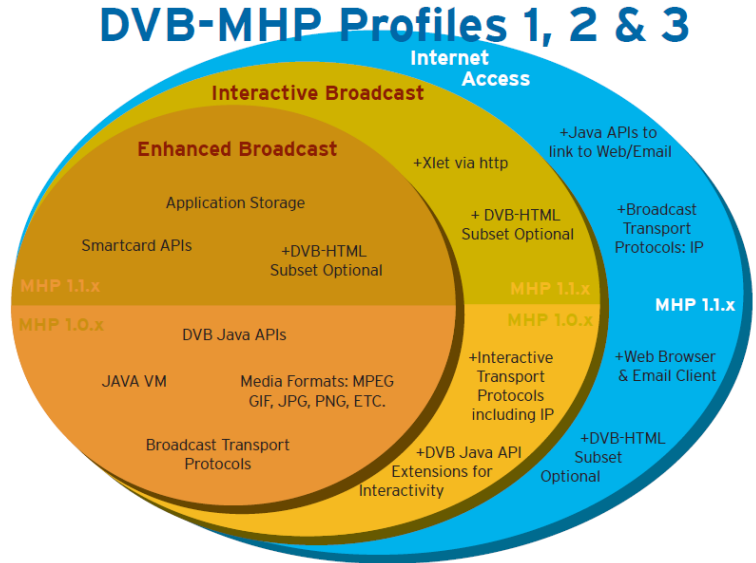 DVB-MHP Profiles 1, 2 & 3
Internet
Access
Interactive Broadcast
Enhanced Broadcast
Application Storage
Smartcard APIs
+DVB-HTML
Subset Optional
MHP 1.1.x
MHP 1.0.x
DVB Java APIs
JAVA VM
Media Formats: MPEG
GIF, JPG, PNG, ETC.
Broadcast Transport
Protocols
+Xlet via http
+ DVB-HTML
Subset Optional
MHP 1.1.x
MHP 1.0.x
+Interactive
Transport
Protocols
including IP
+DVB Java API
Extensions for
Interactivity
+Java APIs to
link to Web/Email
+Broadcast
Transport
Protocols: IP
MHP 1.1.x
+Web Browser
& Email Client
+DVB-HTML
Subset
Optional